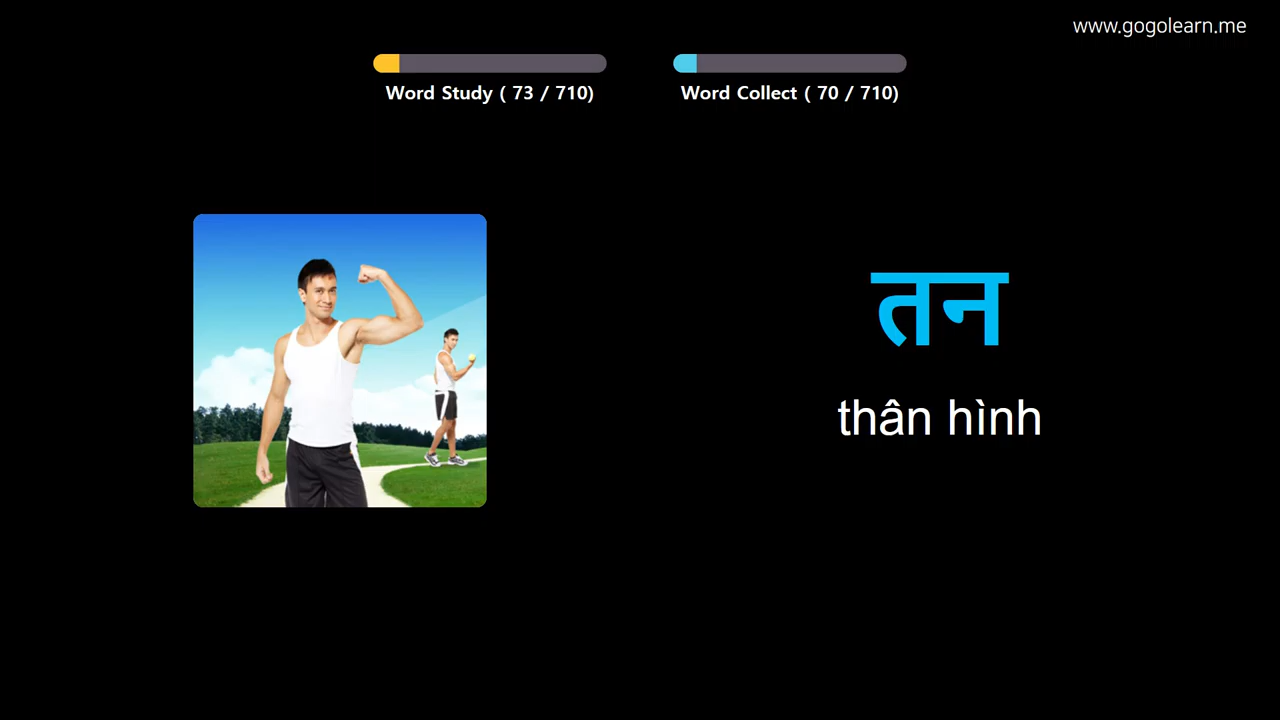 www.gogolearn.me
Word Study ( 73 / 710)
Word Collect ( 70 / 710)
तन
thân hình